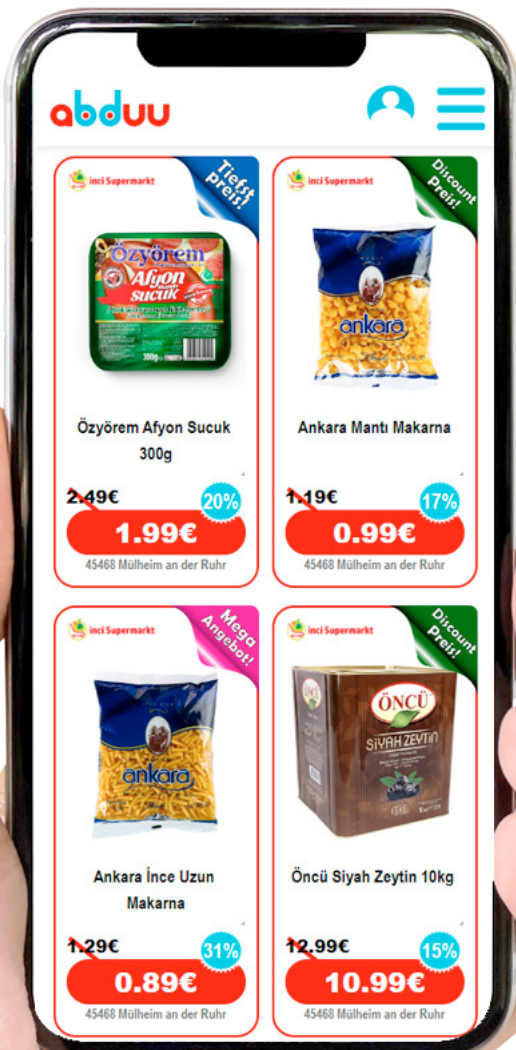 abduu
inci Supermarkt
Tiefst
preis!
Özyörem
Afyon
SUCUK
300g
Özyörem Afyon Sucuk
300g
2.49€
20%
1.99€
45468 Mülheim an der Ruhr
inci Supermarkt
Discount
Preis!
ankara
Ankara Mantı Makarna
1.19€
17%
0.99€
45468 Mülheim an der Ruhr
inci Supermarkt
Mega
Angebot!
ankara
Ankara İnce Uzun
Makarna
1.29€
31%
0.89€
45468 Mülheim an der Ruhr
inci Supermarkt
Discount
Preis!
ÖNCÜ
SİYAH ZEYTİN
Öncü Siyah Zeytin 10kg
12.99€
15%
10.99€
45468 Mülheim an der Ruhr